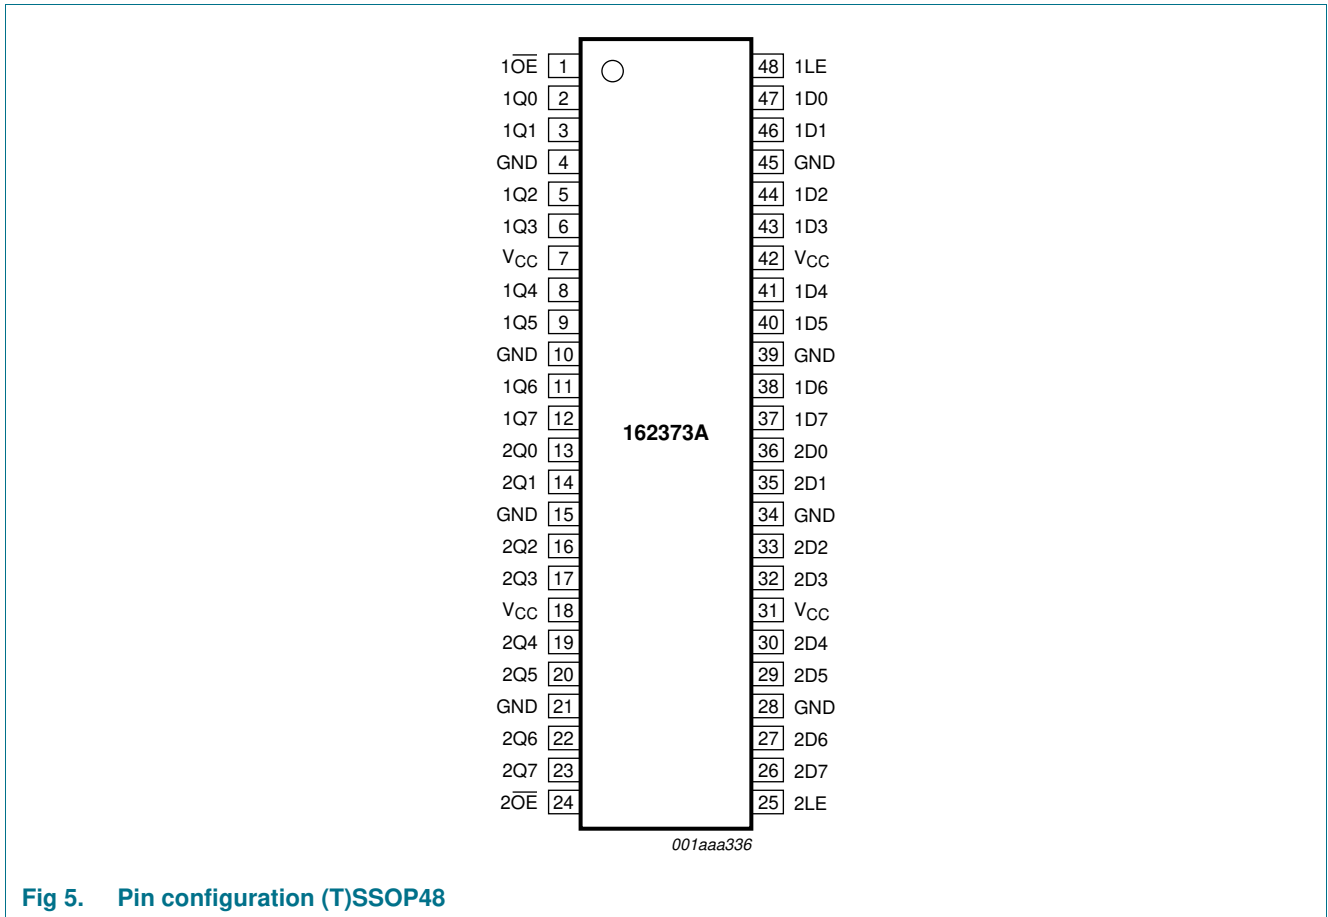 1O̅E̅ 1 48 1LE
1Q0 2 47 1D0
1Q1 3 46 1D1
GND 4 45 GND
1Q2 5 44 1D2
1Q3 6 43 1D3
VCC 7 42 VCC
1Q4 8 41 1D4
1Q5 9 40 1D5
GND 10 39 GND
1Q6 11 38 1D6
1Q7 12 37 1D7
162373A
2Q0 13 36 2D0
2Q1 14 35 2D1
GND 15 34 GND
2Q2 16 33 2D2
2Q3 17 32 2D3
VCC 18 31 VCC
2Q4 19 30 2D4
2Q5 20 29 2D5
GND 21 28 GND
2Q6 22 27 2D6
2Q7 23 26 2D7
2O̅E̅ 24 25 2LE
001aaa336
Fig 5. Pin configuration (T)SSOP48